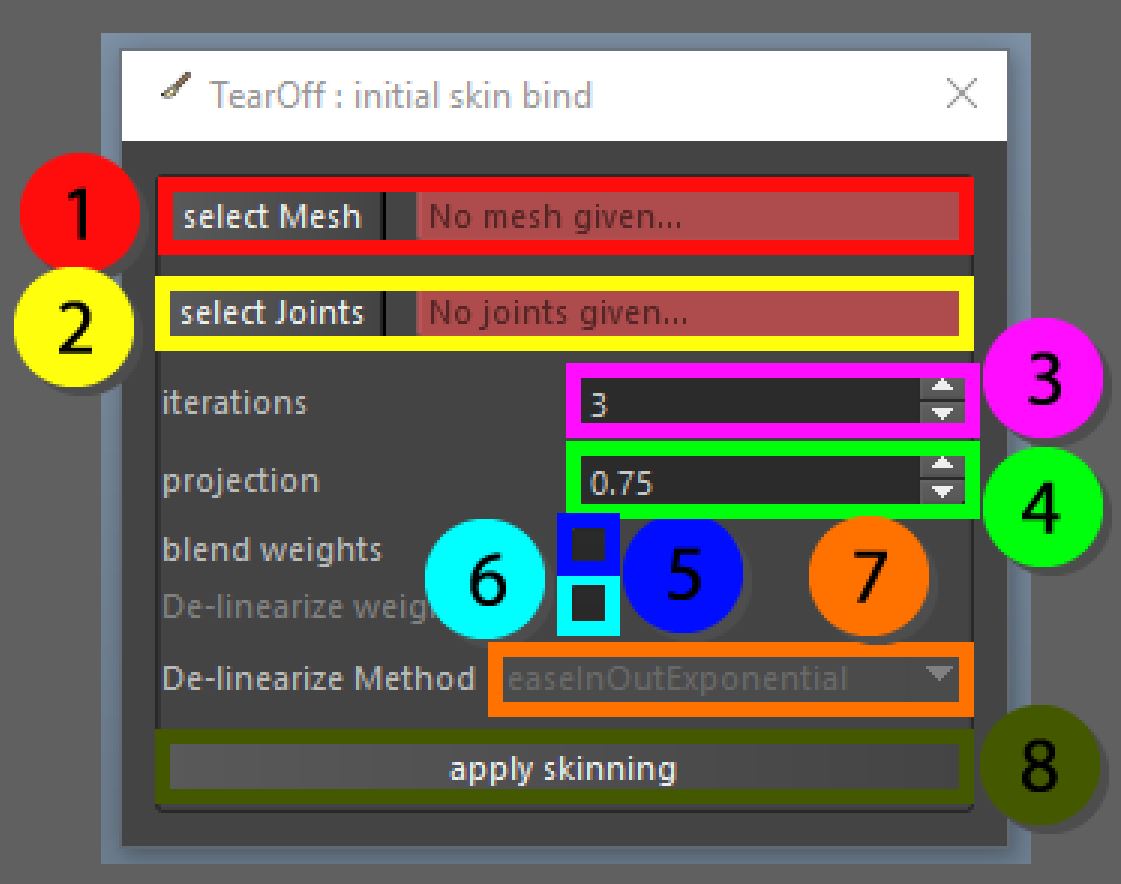 TearOff : initial skin bind
1 select Mesh No mesh given...
2 select Joints No joints given...
iterations 3 3
projection 0.75 4
blend weights 5
De-linearize 6 7
De-linearize Method easeInOutExponential
apply skinning 8